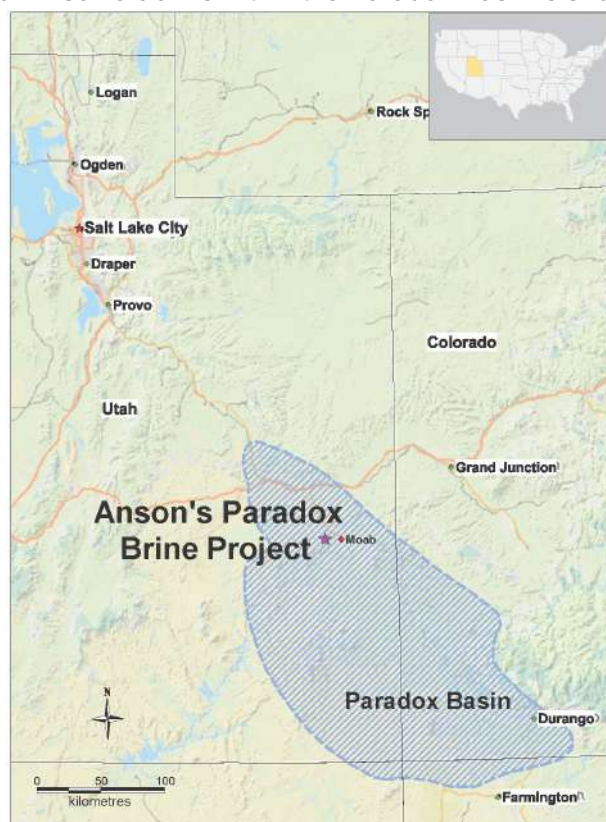 Logan
Rock Sp
Ogden
Salt Lake City
Draper
Provo
Colorado
Utah
Grand Junction
Anson's Paradox
Brine Project
Moab
Paradox Basin
N
Durango
0 50 100
kilometres
Farmington